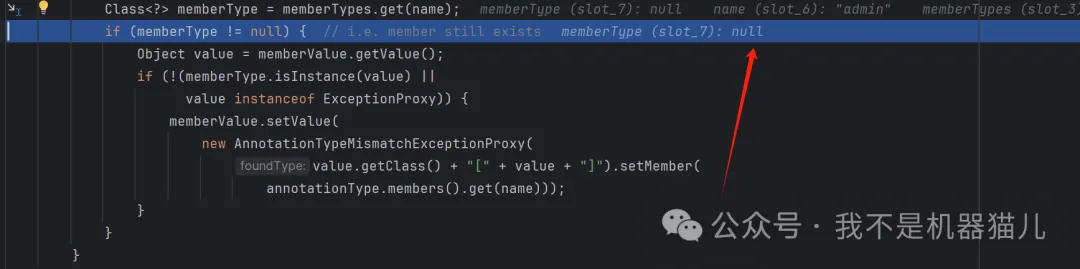 Class<?> memberType = memberTypes.get(name);   memberType (slot_7): null    name (slot_6): "admin"    memberTypes (slot_3)
if (memberType != null) {  // i.e. member still exists   memberType (slot_7): null
Object value = memberValue.getValue();
if (!(memberType.isInstance(value) ||
value instanceof ExceptionProxy)) {
memberValue.setValue(
new AnnotationTypeMismatchExceptionProxy(
foundType: value.getClass() + "[" + value + "]").setMember(
annotationType.members().get(name)));
}
}
}
公众号·我不是机器猫儿